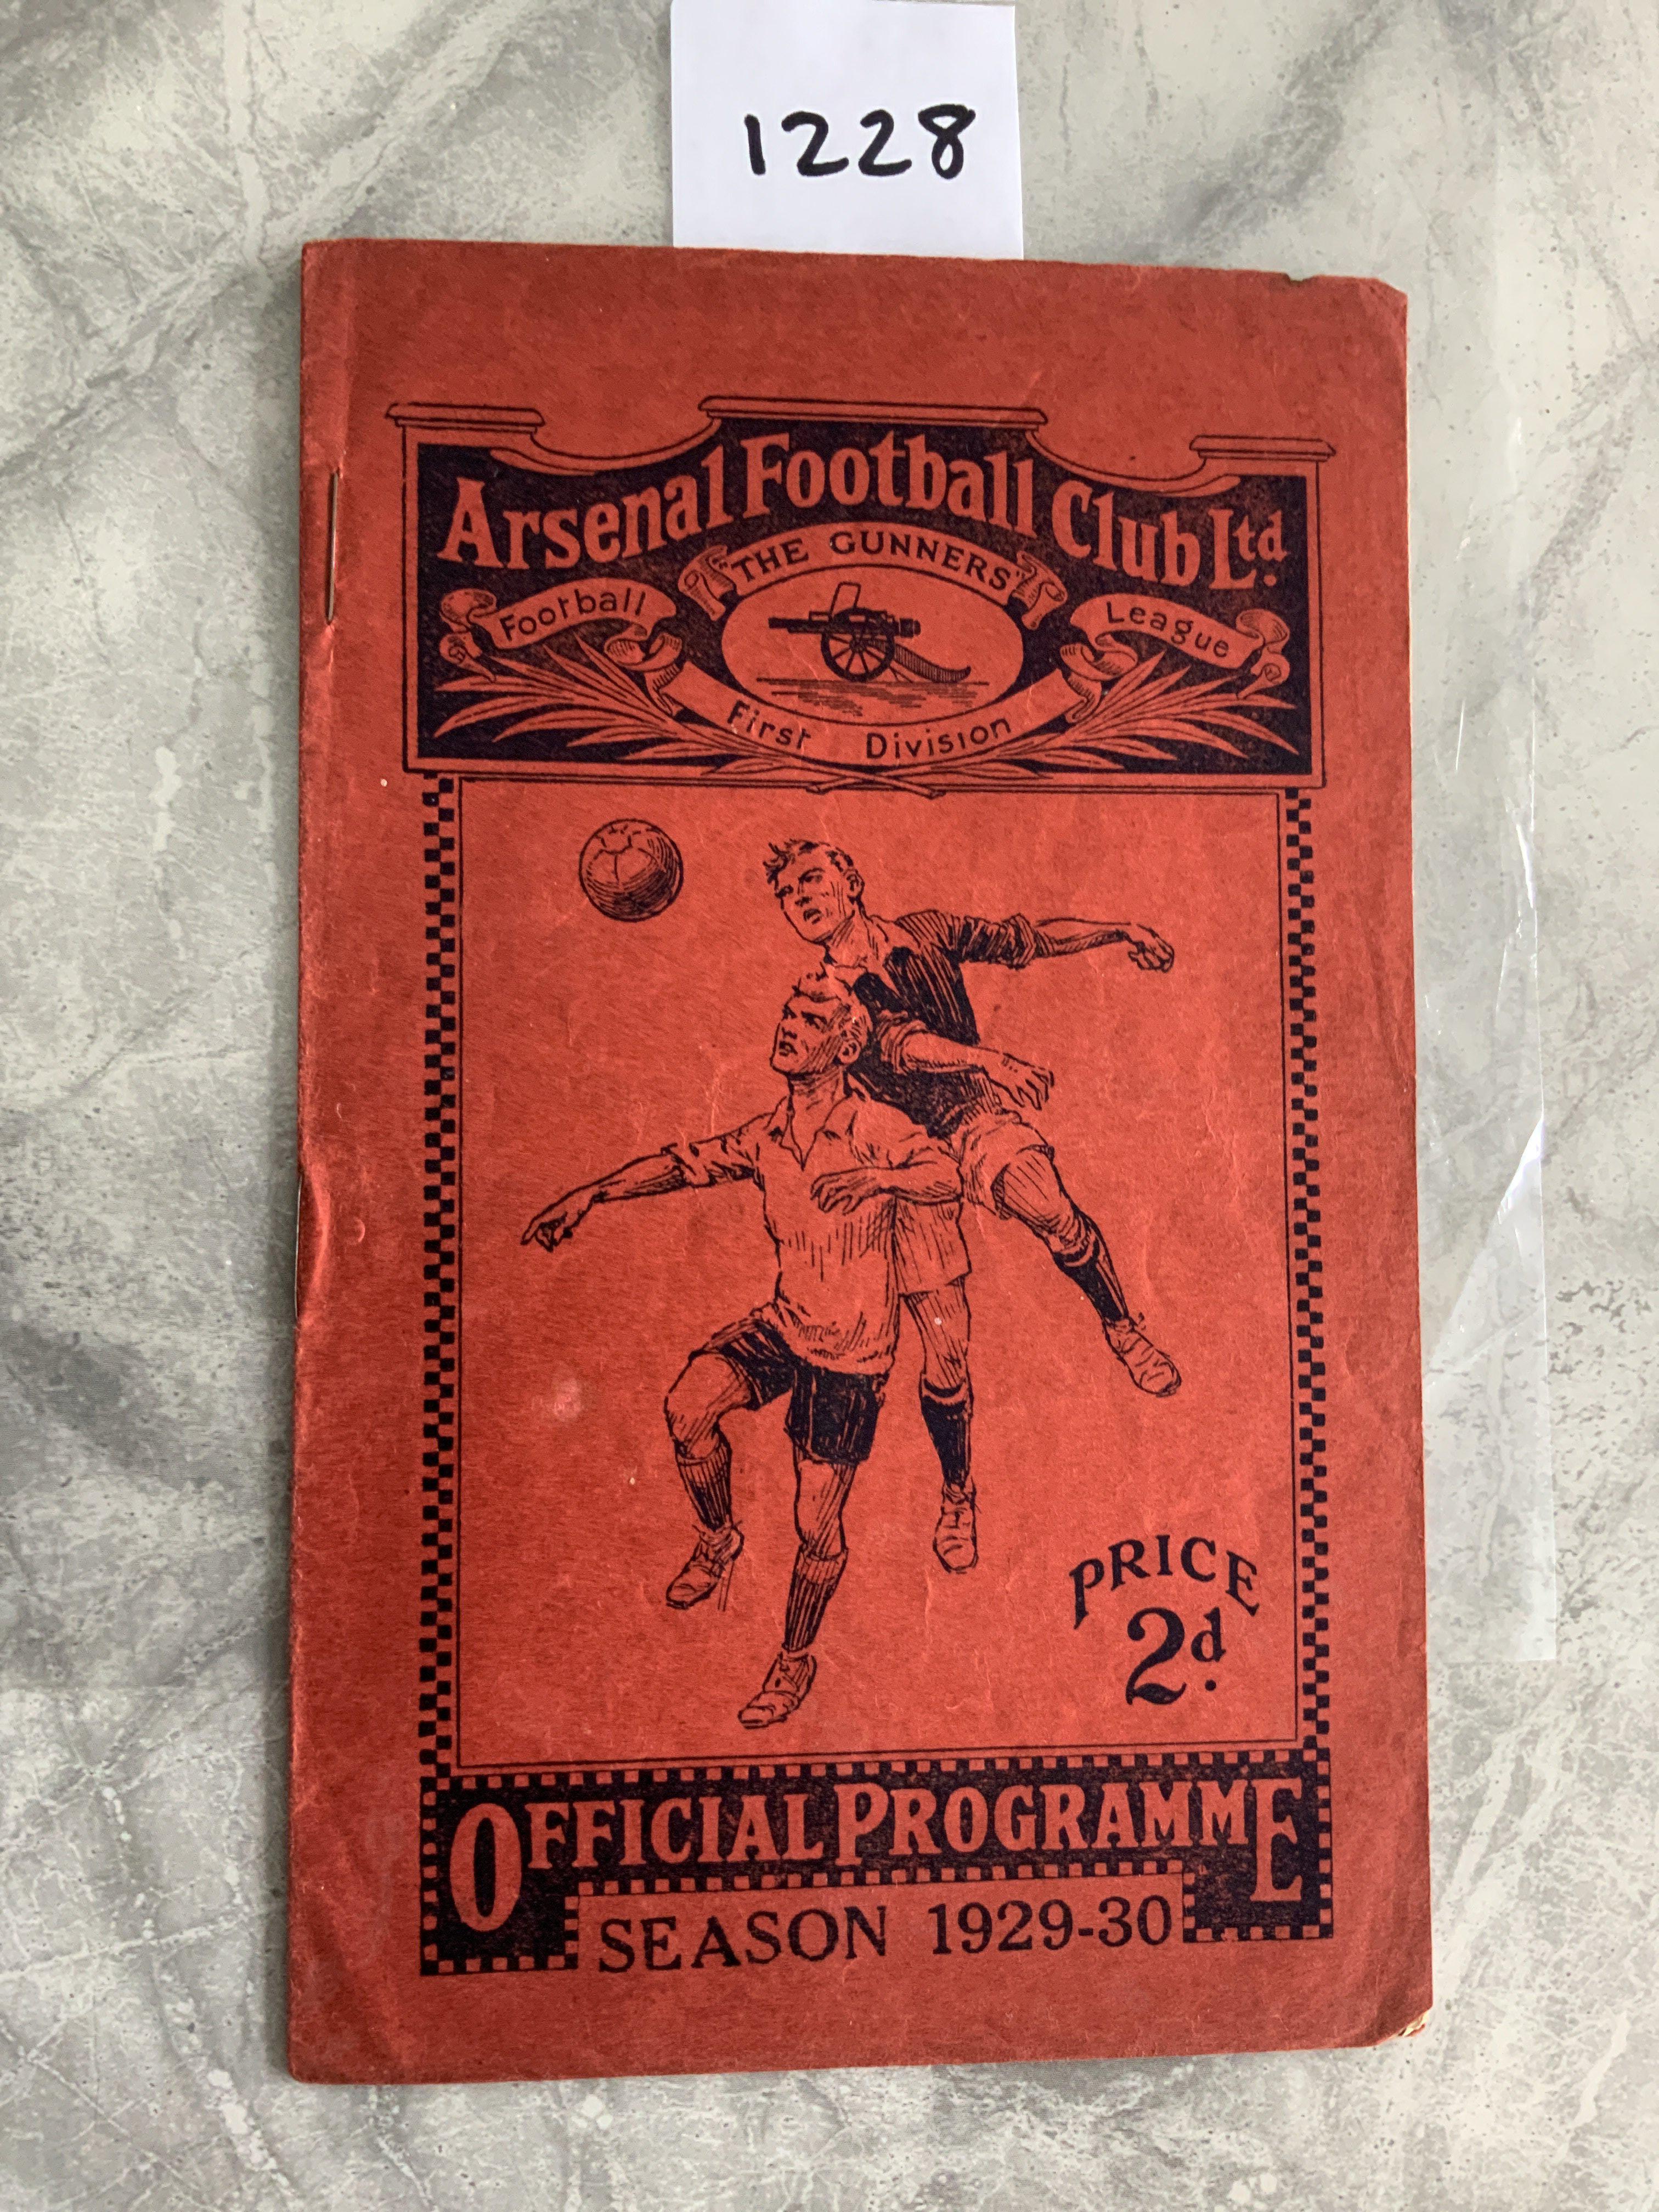 1228
Arsenal Football Club Ltd.
"THE GUNNERS"
Football League
First Division
PRICE
2d.
OFFICIAL PROGRAMME
SEASON 1929-30